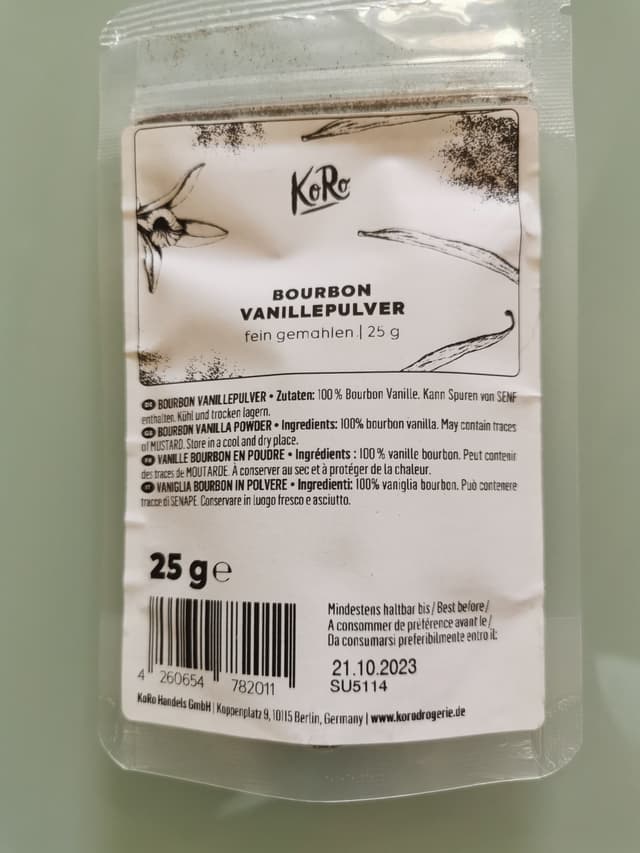 KoRo
BOURBON
VANILLEPULVER
fein gemahlen | 25 g
DE BOURBON VANILLEPULVER • Zutaten: 100 % Bourbon Vanille. Kann Spuren von SENF
enthalten. Kühl und trocken lagern.
GB BOURBON VANILLA POWDER • Ingredients: 100% bourbon vanilla. May contain traces
of MUSTARD. Store in a cool and dry place.
FR VANILLE BOURBON EN POUDRE • Ingrédients : 100 % vanille bourbon. Peut contenir
des traces de MOUTARDE. À conserver au sec et à protéger de la chaleur.
IT VANIGLIA BOURBON IN POLVERE • Ingredienti: 100% vaniglia bourbon. Può contenere
tracce di SENAPE. Conservare in luogo fresco e asciutto.
25 g e
Mindestens haltbar bis / Best before /
A consommer de préférence avant le /
Da consumarsi preferibilmente entro il:
21.10.2023
SU5114
4 260654 782011
KoRo Handels GmbH | Koppenplatz 9, 10115 Berlin, Germany | www.korodrogerie.de